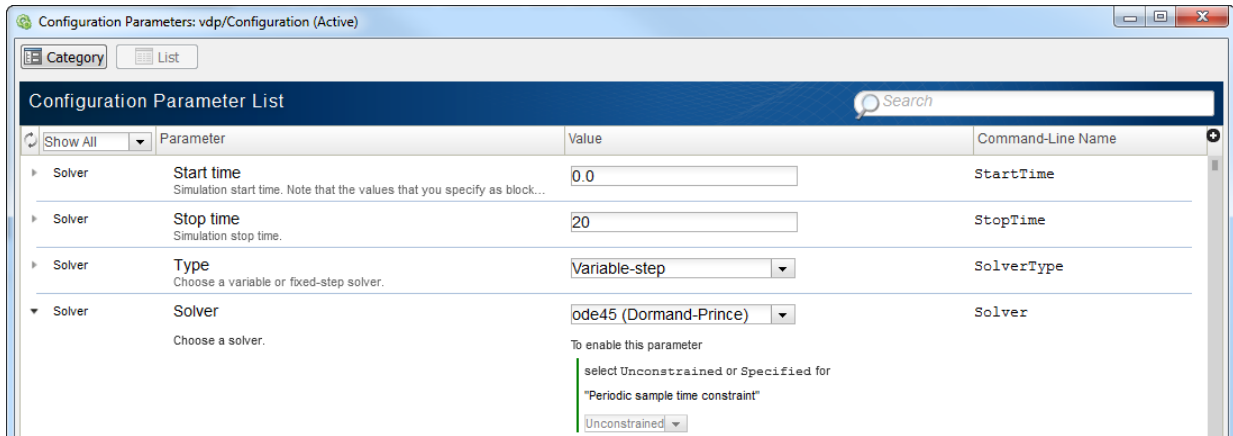 Configuration Parameters: vdp/Configuration (Active)
Category List
Configuration Parameter List Search
Show All Parameter Value Command-Line Name
Solver Start time 0.0 StartTime
Simulation start time. Note that the values that you specify as block...
Solver Stop time 20 StopTime
Simulation stop time.
Solver Type Variable-step SolverType
Choose a variable or fixed-step solver.
Solver Solver ode45 (Dormand-Prince) Solver
Choose a solver. To enable this parameter
select Unconstrained or Specified for
"Periodic sample time constraint"
Unconstrained